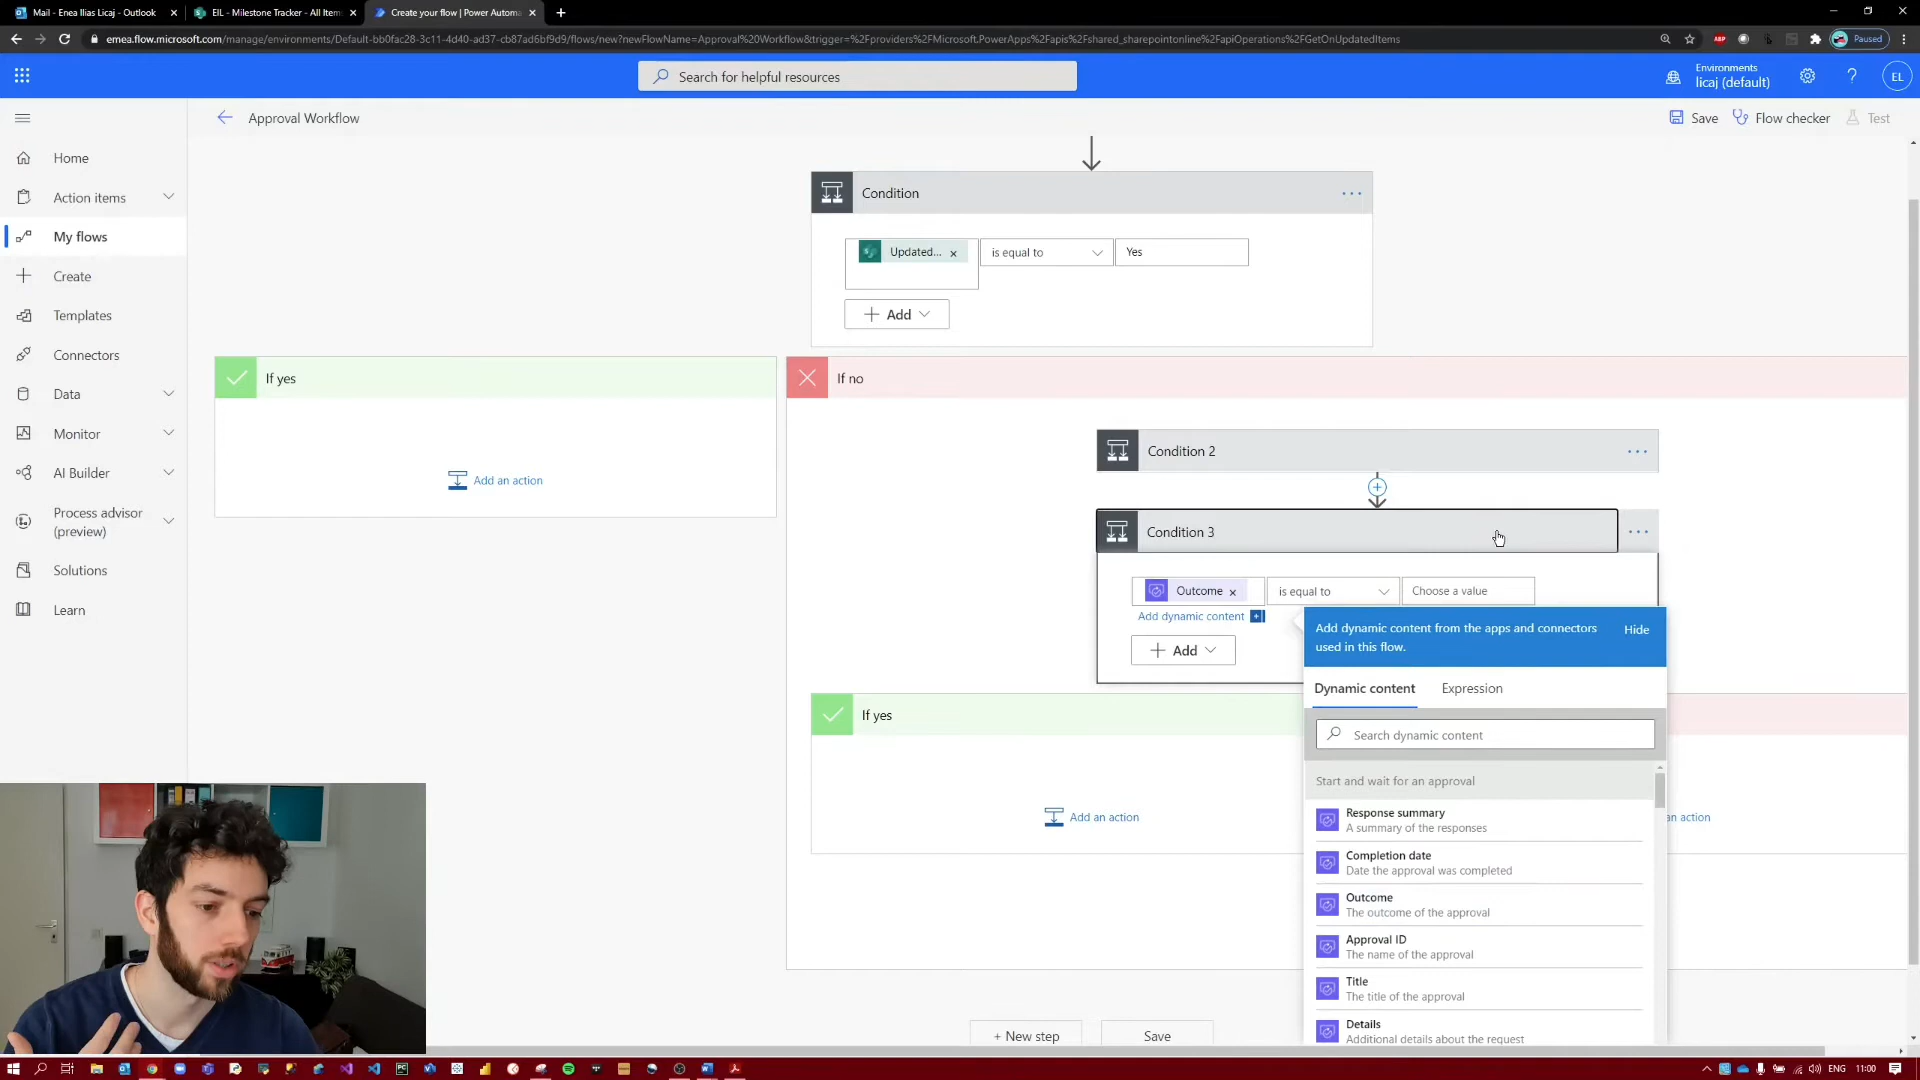 Mail - Enea Ilias Licaj - Outlook
EIL - Milestone Tracker - All Item
Create your flow | Power Automa
emea.flow.microsoft.com/manage/environments/Default-bb0fac28-3c11-4d40-ad37-cb87ad6bf9d9/flows/new?newFlowName=Approval%20Workflow&trigger=%2Fproviders%2FMicrosoft.PowerApps%2Fapis%2Fshared_sharepointonline%2FapiOperations%2FGetOnUpdatedItems
ABP
Paused
Search for helpful resources
Environments
licaj (default)
?
EL
Approval Workflow
Save
Flow checker
Test
Home
Action items
My flows
Create
Templates
Connectors
Data
Monitor
AI Builder
Process advisor
(preview)
Solutions
Learn
Condition
Updated...
is equal to
Yes
Add
If yes
Add an action
If no
Condition 2
Condition 3
Outcome
is equal to
Choose a value
Add dynamic content
Add
Add dynamic content from the apps and connectors
used in this flow.
Hide
Dynamic content
Expression
Search dynamic content
Start and wait for an approval
Response summary
A summary of the responses
Completion date
Date the approval was completed
Outcome
The outcome of the approval
Approval ID
The name of the approval
Title
The title of the approval
Details
Additional details about the request
If yes
Add an action
an action
+ New step
Save
ENG
11:00